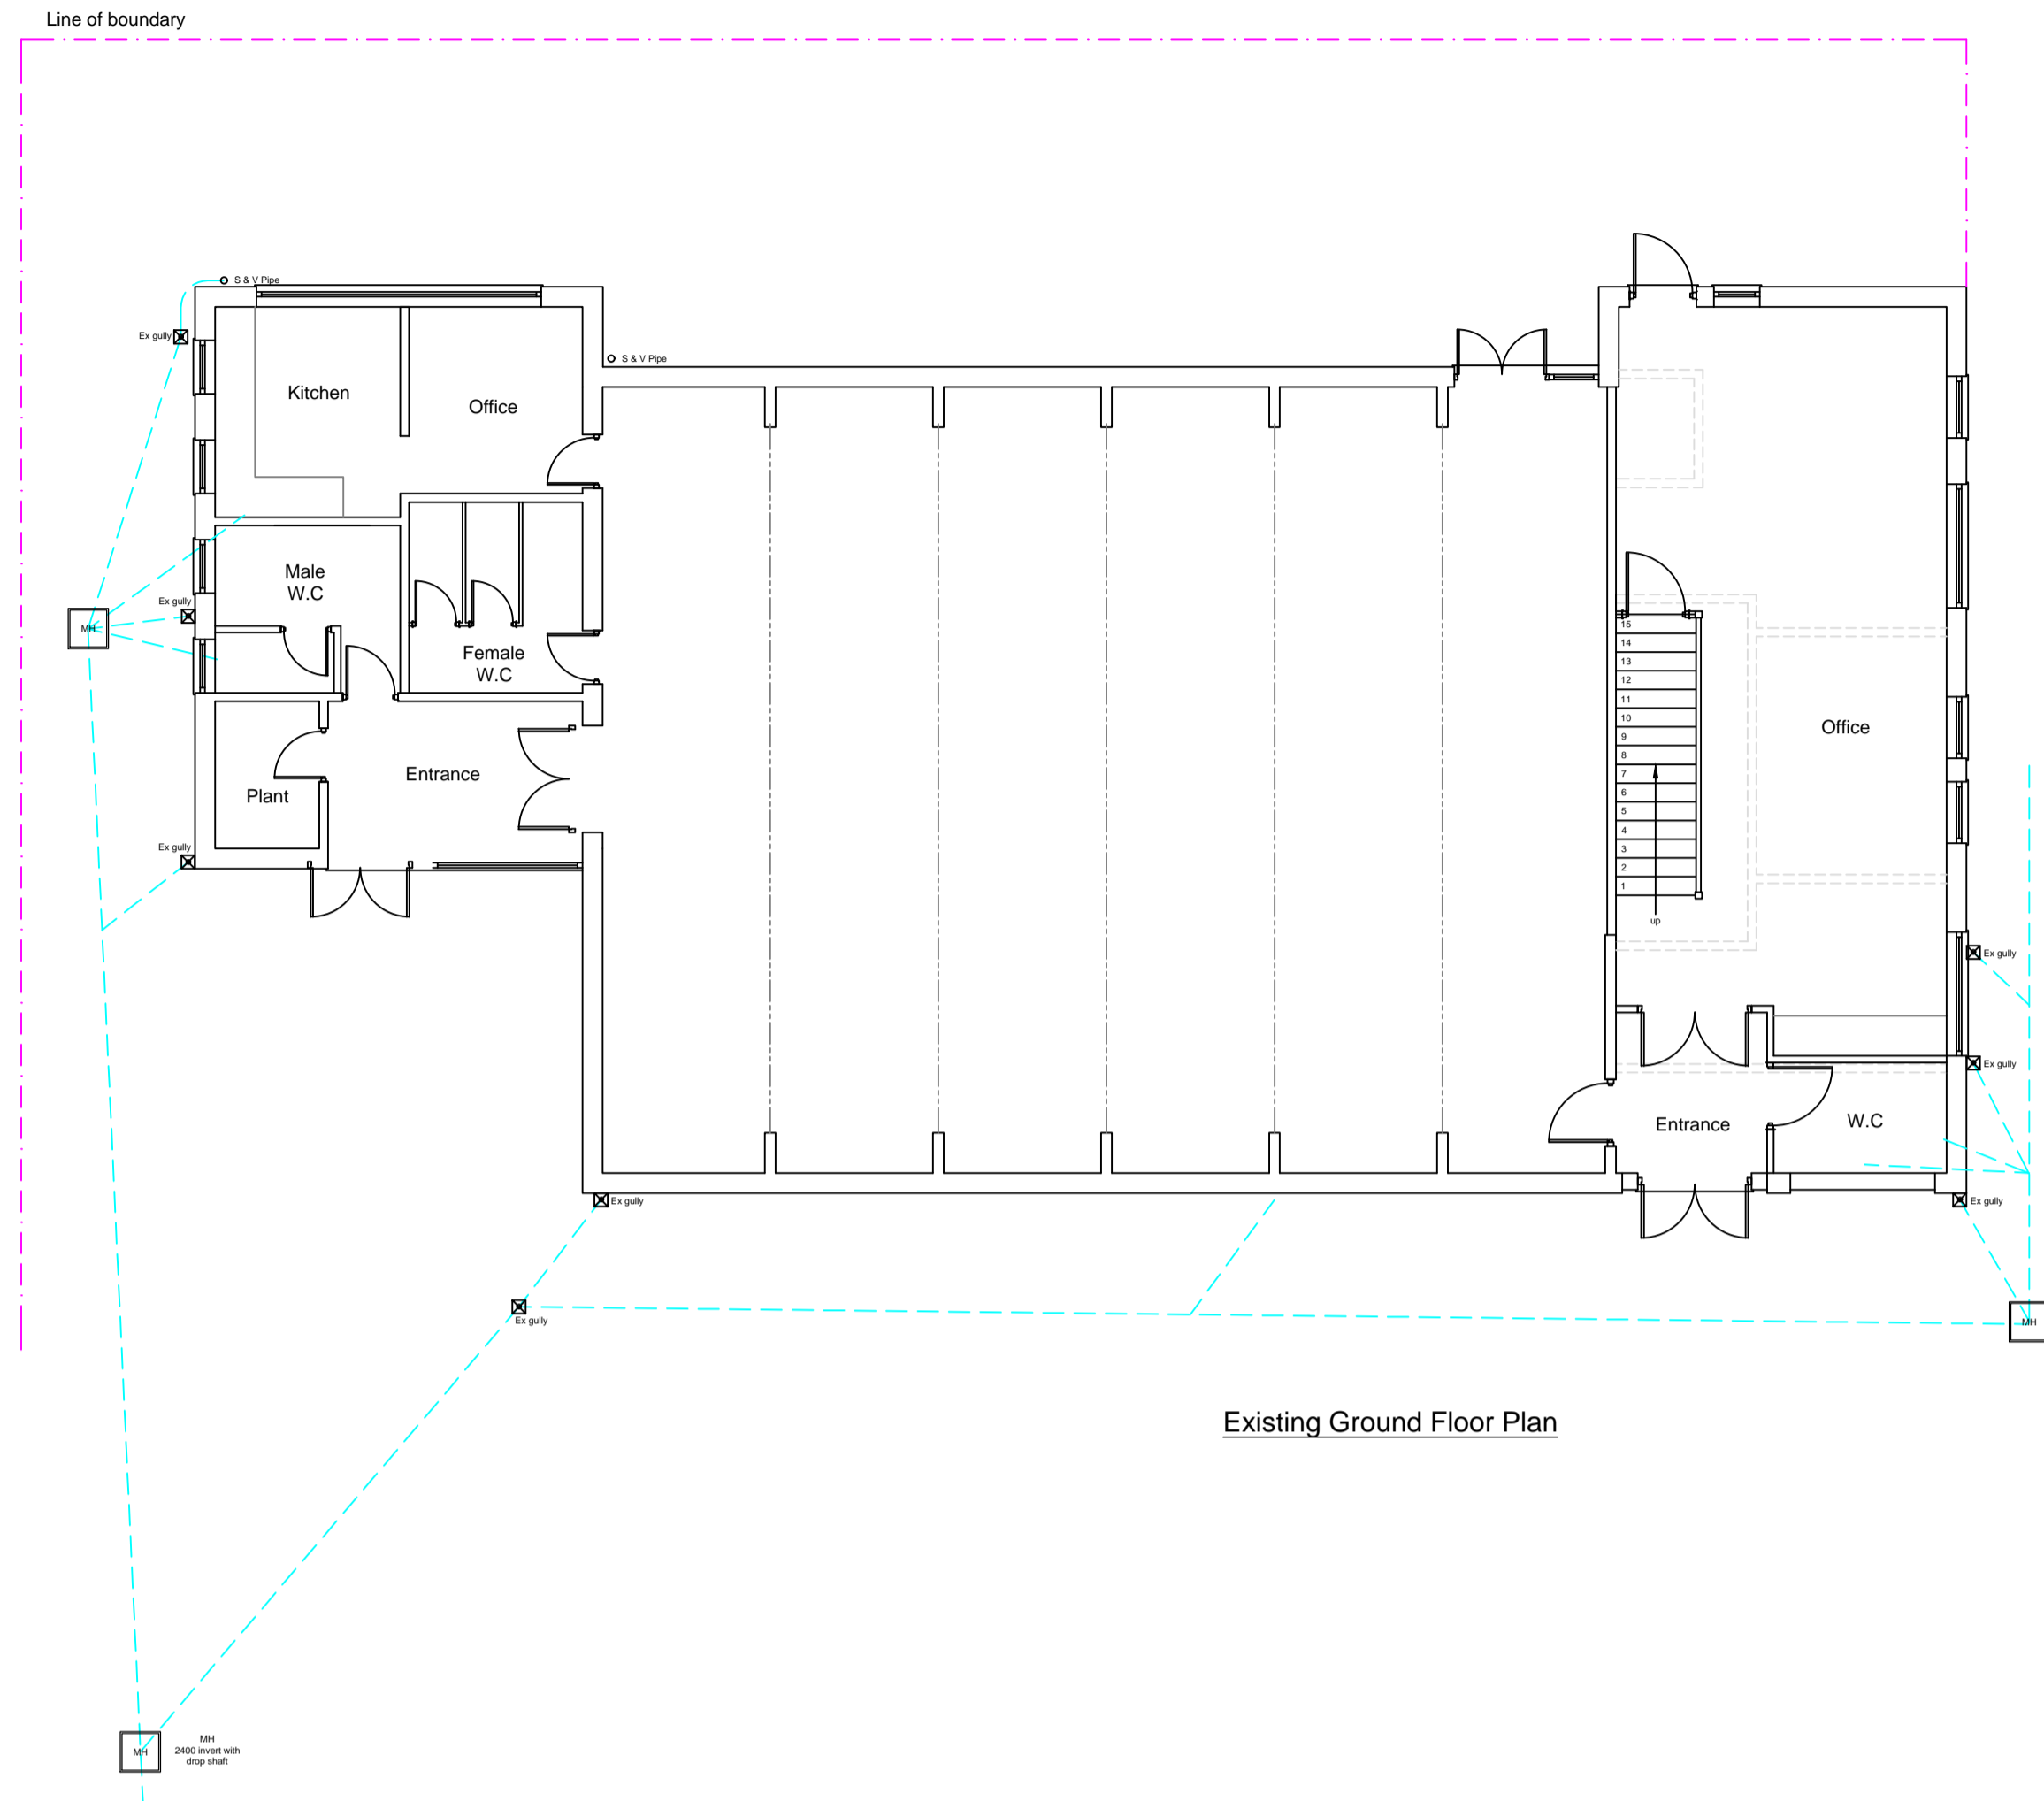 Line of boundary
S & V Pipe
Ex gully
S & V Pipe
Kitchen
Office
Male
W.C
Ex gully
MH
Female
W.C
15
14
13
12
11
10
9
8
7
6
5
4
3
2
1
up
Office
Entrance
Plant
Ex gully
Ex gully
Ex gully
Entrance
W.C
Ex gully
Ex gully
Ex gully
MH
Existing Ground Floor Plan
MH
MH
2400 invert with
drop shaft